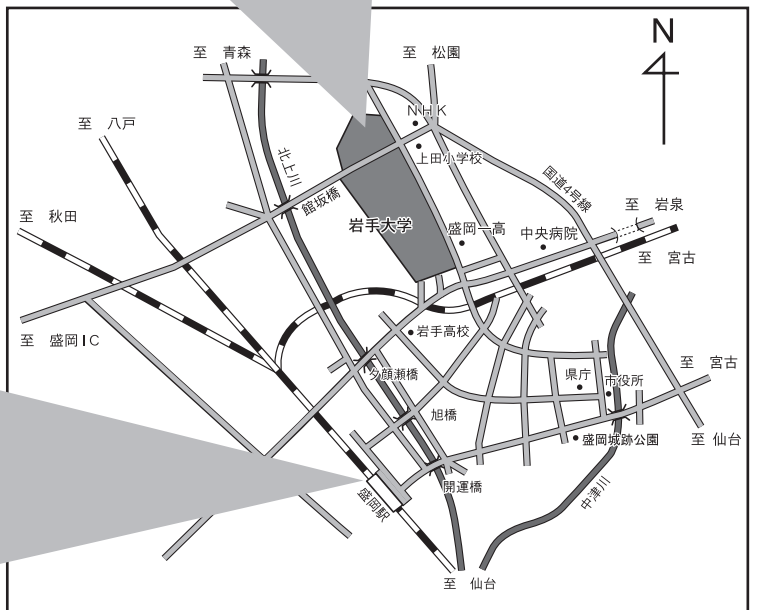 N
至 青森
至 松園
NHK
至 八戸
上田小学校
北上川
館坂橋
国道4号線
至 岩泉
至 秋田
岩手大学
盛岡一高
中央病院
至 宮古
至 盛岡IC
岩手高校
夕顔瀬橋
県庁
市役所
至 宮古
旭橋
盛岡城跡公園
至 仙台
開運橋
盛岡駅
中津川
至 仙台